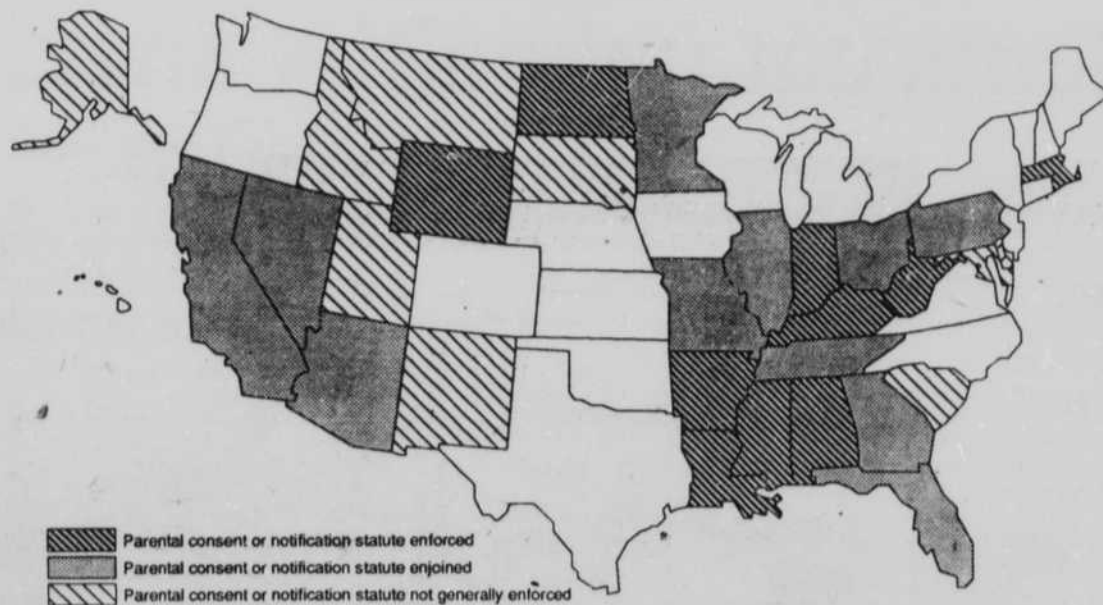 Parental consent or notification statute enforced
Parental consent or notification statute enjoined
Parental consent or notification statute not generally enforced